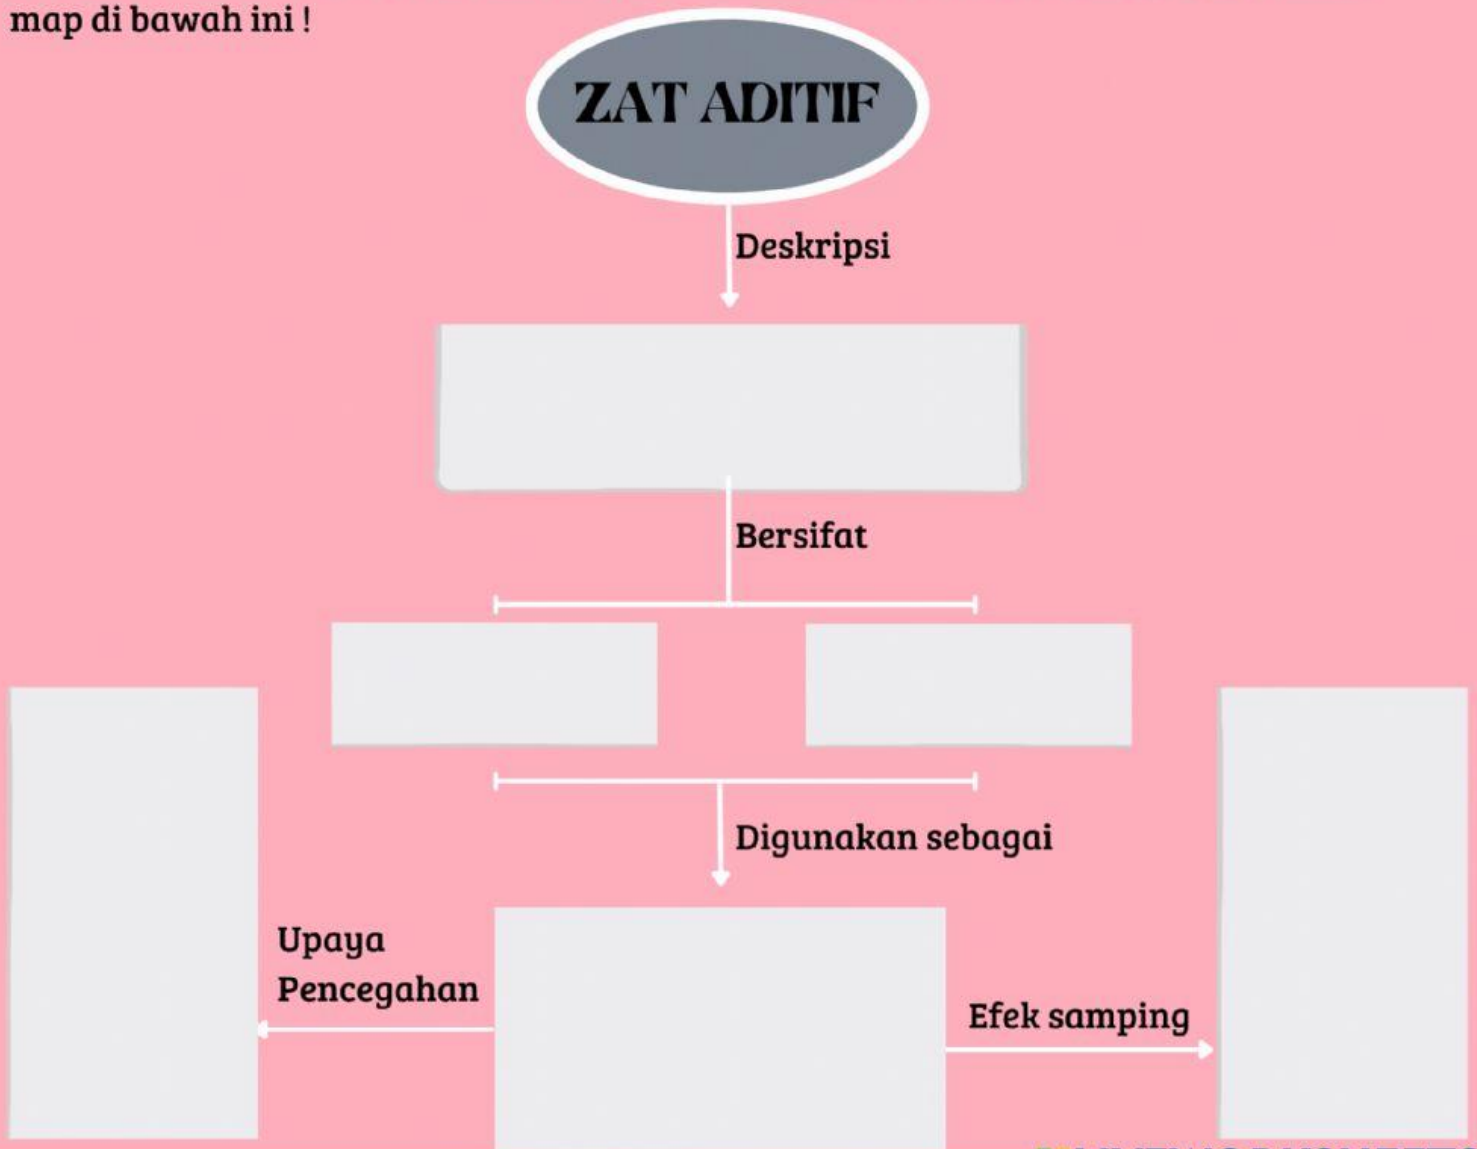 map di bawah ini !
ZAT ADITIF
Deskripsi
Bersifat
Digunakan sebagai
Upaya
Pencegahan
Efek samping